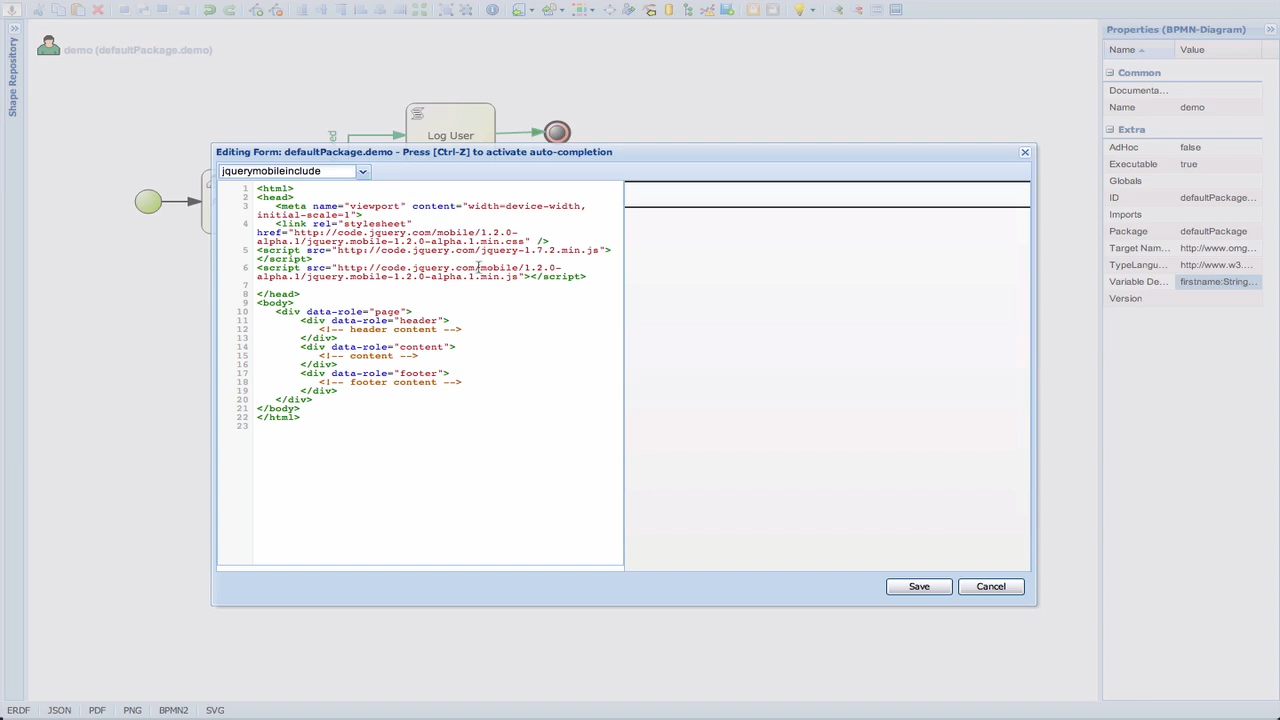 demo (defaultPackage.demo)
Shape Repository
Log User
Editing Form: defaultPackage.demo - Press [Ctrl-Z] to activate auto-completion
jquerymobileinclude
1 <html>
2 <head>
3 <meta name="viewport" content="width=device-width,
initial-scale=1">
4 <link rel="stylesheet"
href="http://code.jquery.com/mobile/1.2.0-
alpha.1/jquery.mobile-1.2.0-alpha.1.min.css" />
5 <script src="http://code.jquery.com/jquery-1.7.2.min.js">
</script>
6 <script src="http://code.jquery.com/mobile/1.2.0-
alpha.1/jquery.mobile-1.2.0-alpha.1.min.js"></script>
7
8 </head>
9 <body>
10 <div data-role="page">
11 <div data-role="header">
12 <!-- header content -->
13 </div>
14 <div data-role="content">
15 <!-- content -->
16 </div>
17 <div data-role="footer">
18 <!-- footer content -->
19 </div>
20 </div>
21 </body>
22 </html>
23
Save Cancel
Properties (BPMN-Diagram)
Name Value
Common
Documenta...
Name demo
Extra
AdHoc false
Executable true
Globals
ID defaultPackage...
Imports
Package defaultPackage
Target Nam... http://www.omg...
TypeLangu... http://www.w3....
Variable De... firstname:String...
Version
ERDF JSON PDF PNG BPMN2 SVG